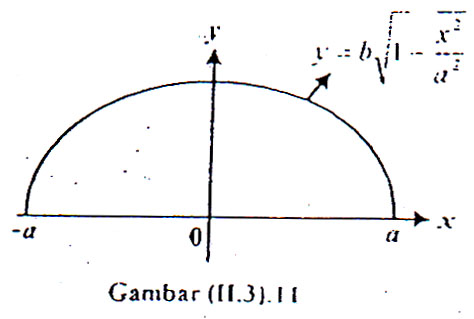 y
y = b√1 - x²/a²
-a 0 a x
Gambar (II.3).11